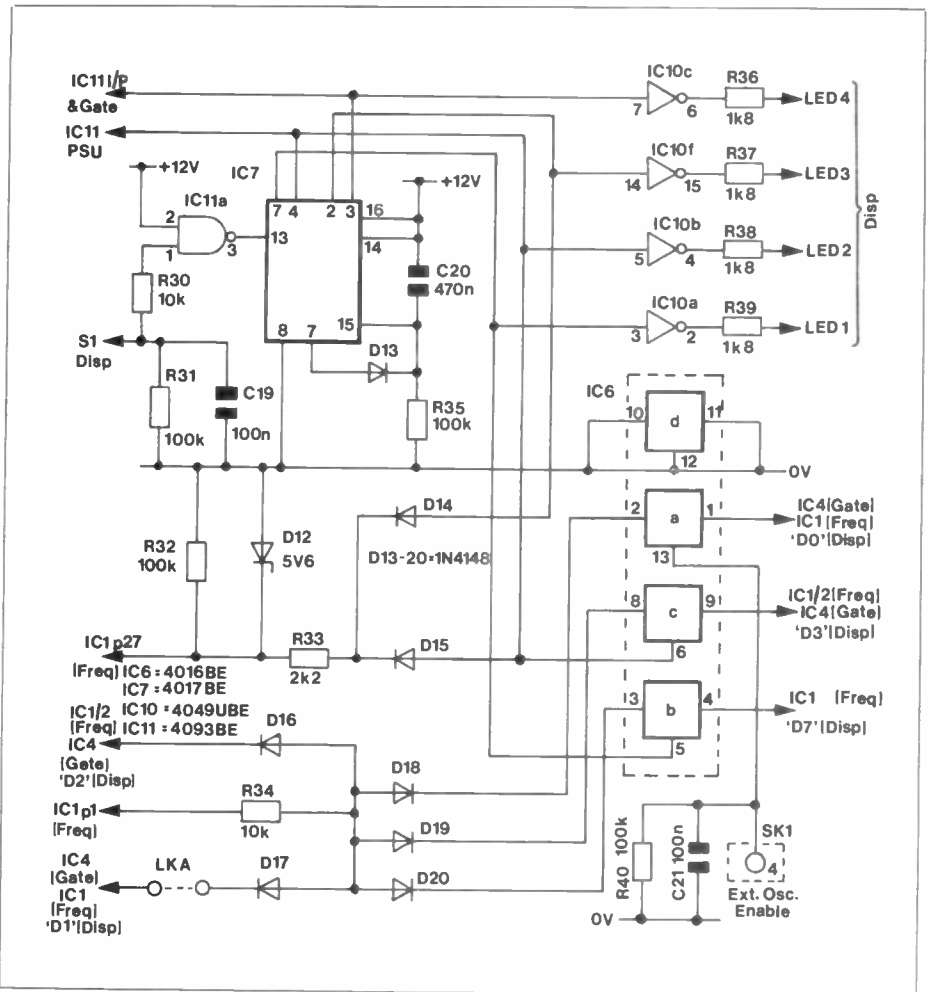 IC11 I/P
&Gate
IC11
PSU
+12V
IC11a
2
1
3
R30
10k
S1
Disp
R31
100k
C19
100n
IC7
7 4 2 3
16
14
13
15
8 7
+12V
C20
470n
D13
R35
100k
IC10c
7 6
R36
1k8
LED4
IC10f
14 15
R37
1k8
LED3
IC10b
5 4
R38
1k8
LED2
IC10a
3 2
R39
1k8
LED1
Disp
IC6
10 d 11
12
0V
2 a 1
13
IC4(Gate)
IC1(Freq)
'D0'(Disp)
8 c 9
6
IC1/2(Freq)
IC4(Gate)
'D3'(Disp)
3 b 4
5
IC1 (Freq)
'D7'(Disp)
R32
100k
D12
5V6
D14
D13-20=1N4148
IC1p27
(Freq)
R33
2k2
D15
IC6=4016BE
IC7=4017BE
IC10=4049UBE
IC11=4093BE
IC1/2
(Freq)
IC4
(Gete)
'D2'(Disp)
D16
IC1p1
(Freq)
R34
10k
IC4
(Gate)
IC1
(Freq)
'D1'(Disp)
LKA
D17
D18
D19
D20
R40 100k
C21 100n
SK1
4
Ext. Osc.
Enable
0V